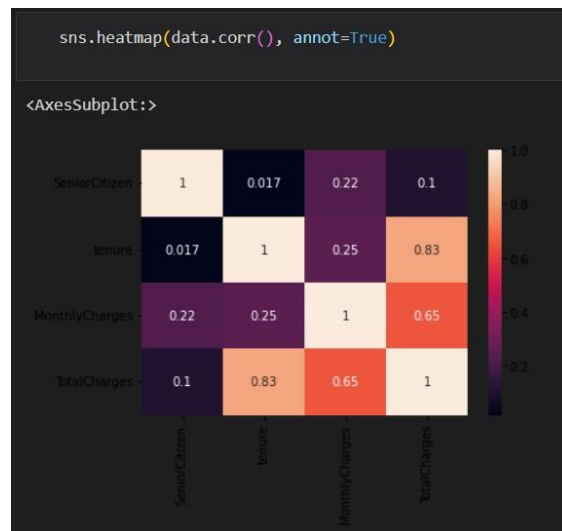 sns.heatmap(data.corr(), annot=True)
<AxesSubplot:>
SeniorCitizen 1 0.017 0.22 0.1
tenure 0.017 1 0.25 0.83
MonthlyCharges 0.22 0.25 1 0.65
TotalCharges 0.1 0.83 0.65 1
SeniorCitizen tenure MonthlyCharges TotalCharges
1.0
0.8
0.6
0.4
0.2